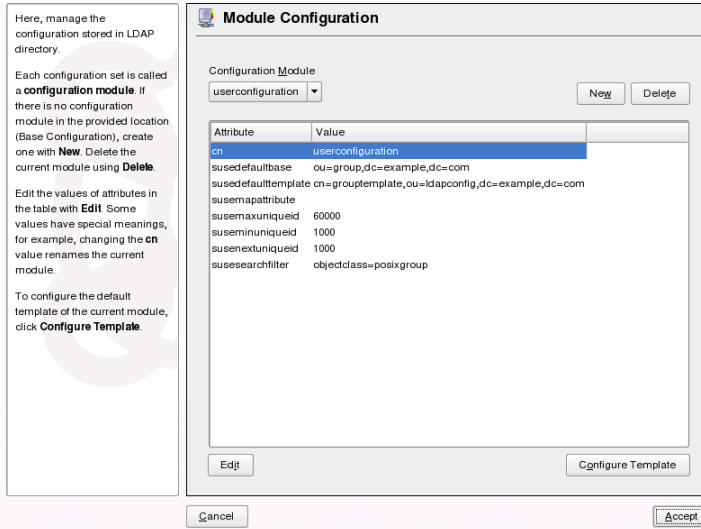 Here, manage the
configuration stored in LDAP
directory.
Each configuration set is called
a configuration module. If
there is no configuration
module in the provided location
(Base Configuration), create
one with New. Delete the
current module using Delete.
Edit the values of attributes in
the table with Edit. Some
values have special meanings,
for example, changing the cn
value renames the current
module.
To configure the default
template of the current module,
click Configure Template.
Module Configuration
Configuration Module
userconfiguration
New Delete
Attribute Value
cn userconfiguration
susedefaultbase ou=group,dc=example,dc=com
susedefaulttemplate cn=grouptemplate,ou=ldapconfig,dc=example,dc=com
susemapattribute
susemaxuniqueid 60000
suseminuniqueid 1000
susenextuniqueid 1000
susesearchfilter objectclass=posixgroup
Edit Configure Template
Cancel Accept